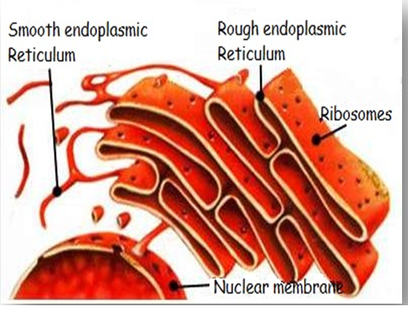 Smooth endoplasmic
Reticulum
Rough endoplasmic
Reticulum
Ribosomes
Nuclear membrane